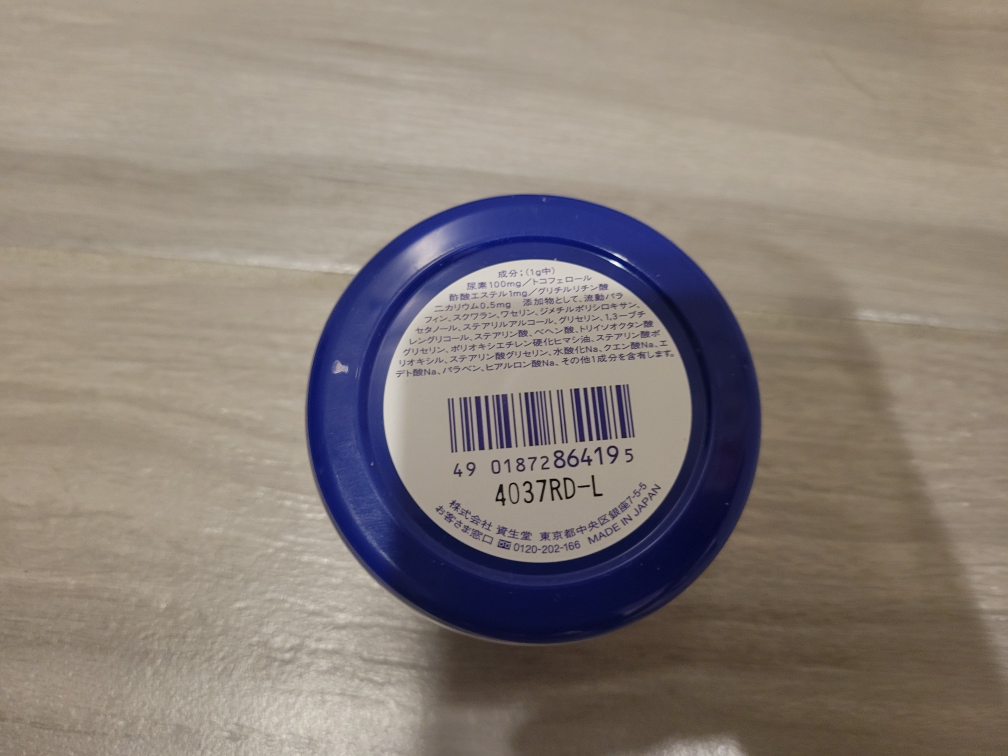 成分:(1g中)
尿素100mg/トコフェロール
酢酸エステル1mg/グリチルリチン酸
二カリウム0.5mg 添加物として、流動パラ
フィン、スクワラン、ワセリン、ジメチルポリシロキサン、
セタノール、ステアリルアルコール、グリセリン、1,3-ブチ
レングリコール、ステアリン酸、ベヘン酸、トリイソオクタン酸
グリセリン、ポリオキシエチレン硬化ヒマシ油、ステアリン酸ポ
リオキシル、ステアリン酸グリセリン、水酸化Na、クエン酸Na、エ
デト酸Na、パラベン、ヒアルロン酸Na、その他1成分を含有します。
49 01872864195
4037RD-L
株式会社 資生堂 東京都中央区銀座7-5-5
お客さま窓口 0120-202-166 MADE IN JAPAN